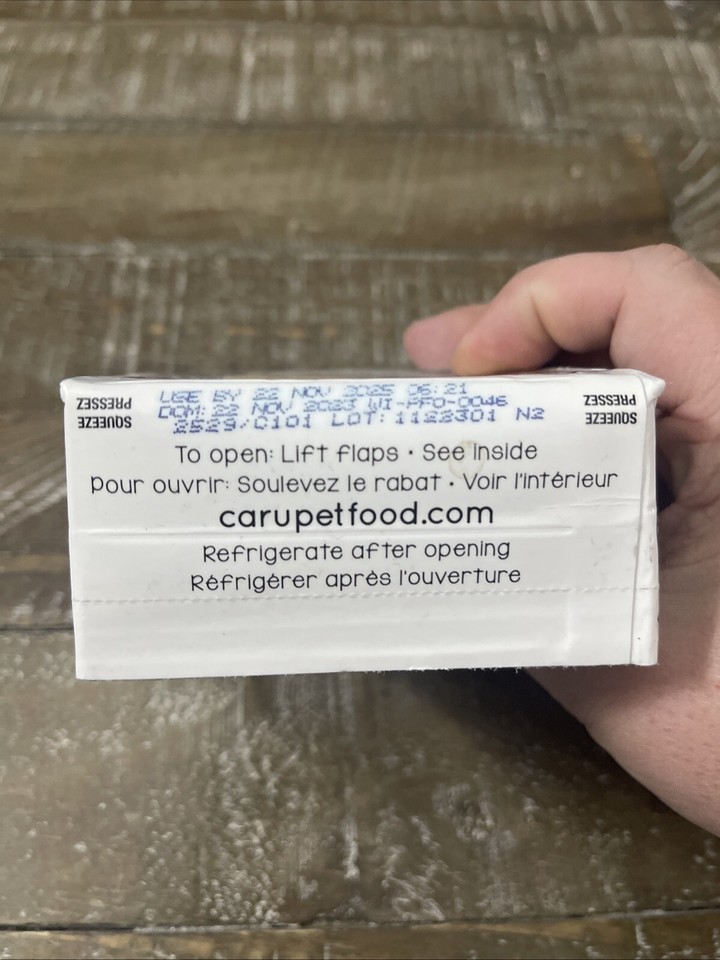 USE BY 22 NOV 2025 06:21
DOM: 22 NOV 2023 WI-PFO-0046
2529/C101 LOT: 1122301 N2
SQUEEZE
PRESSEZ
SQUEEZE
PRESSEZ
To open: Lift flaps • See inside
pour ouvrir: Soulevez le rabat • Voir l'intérieur
carupetfood.com
Refrigerate after opening
Réfrigérer après l'ouverture